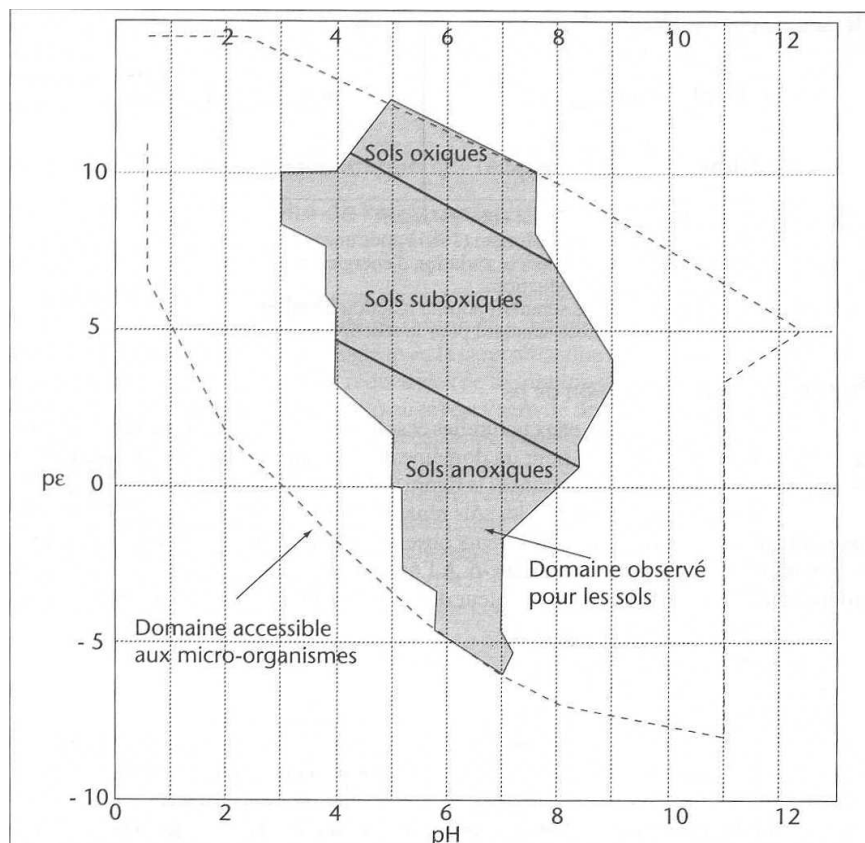 2 4 6 8 10 12
Sols oxiques
10
Sols suboxiques
5
Sols anoxiques
pε
0
Domaine observé
pour les sols
Domaine accessible
aux micro-organismes
- 5
- 10
0 2 4 6 8 10 12
pH